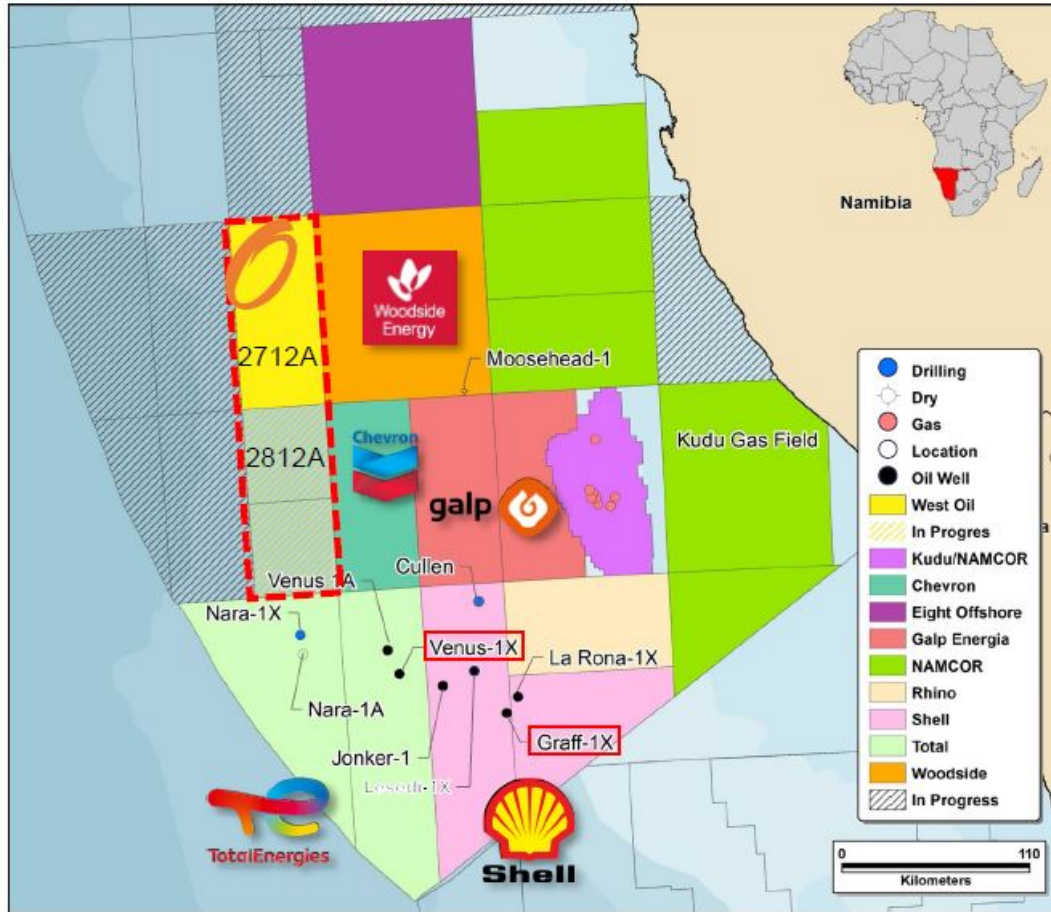 Namibia
Woodside
Energy
2712A
Moosehead-1
Chevron
2812A
Kudu Gas Field
galp
Cullen
Venus 1A
Nara-1X
Venus-1X
La Rona-1X
Nara-1A
Graff-1X
Jonker-1
Lesedi-1X
TotalEnergies
Shell
Drilling
Dry
Gas
Location
Oil Well
West Oil
In Progres
Kudu/NAMCOR
Chevron
Eight Offshore
Galp Energia
NAMCOR
Rhino
Shell
Total
Woodside
In Progress
a
0 110
Kilometers